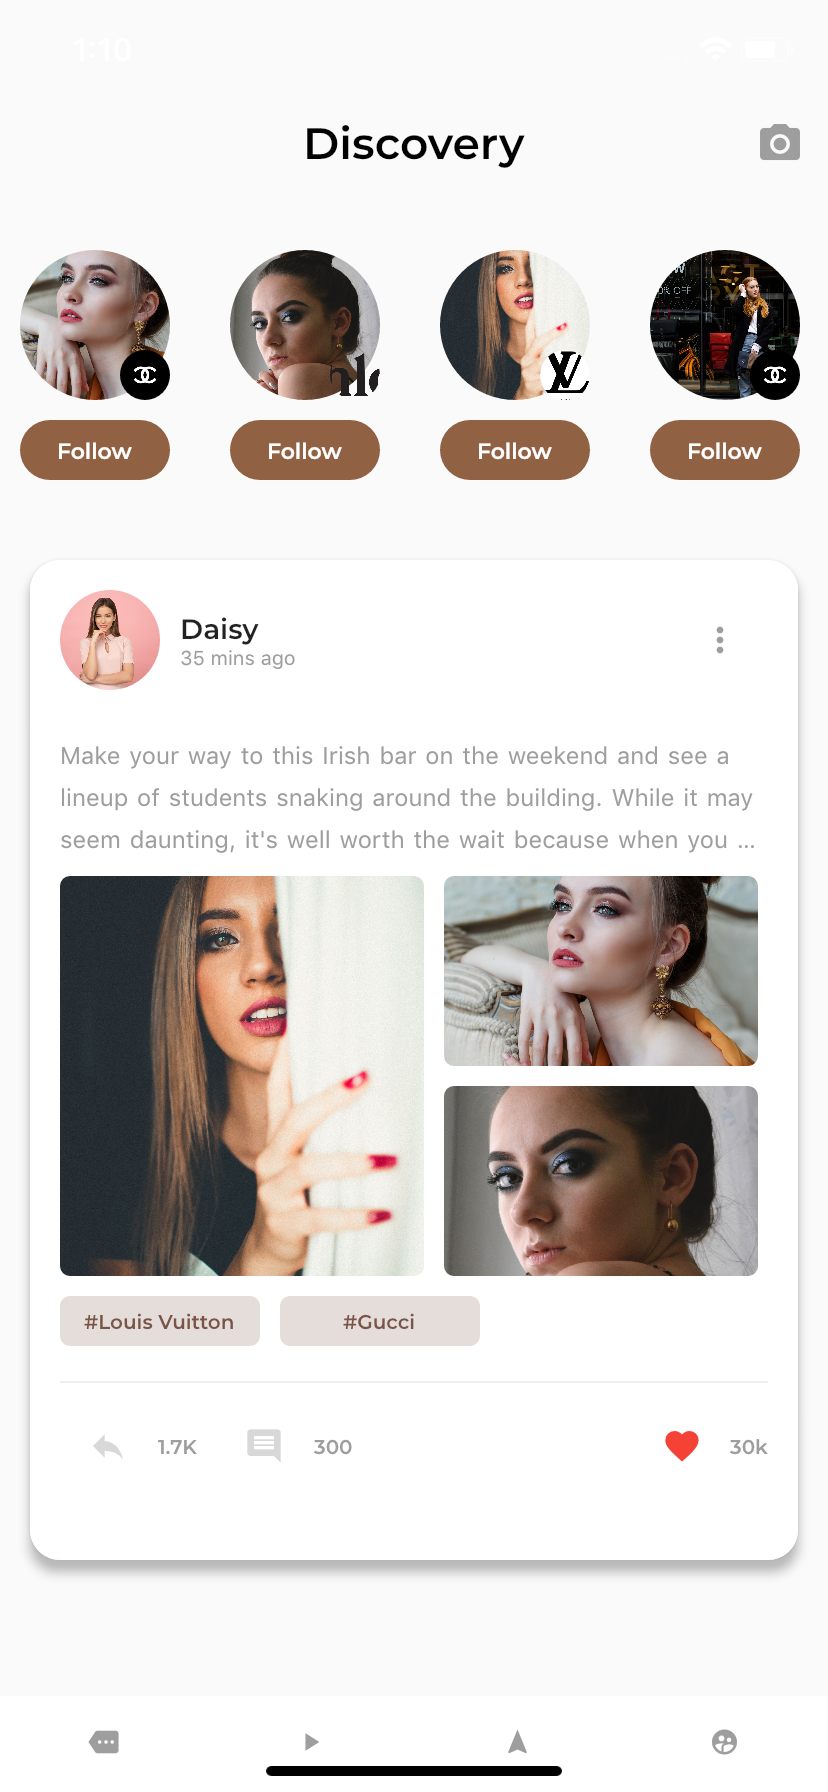 1:10
Discovery
Follow
Follow
Follow
Follow
Daisy
35 mins ago
Make your way to this Irish bar on the weekend and see a
lineup of students snaking around the building. While it may
seem daunting, it's well worth the wait because when you ...
#Louis Vuitton
#Gucci
1.7K
300
30k